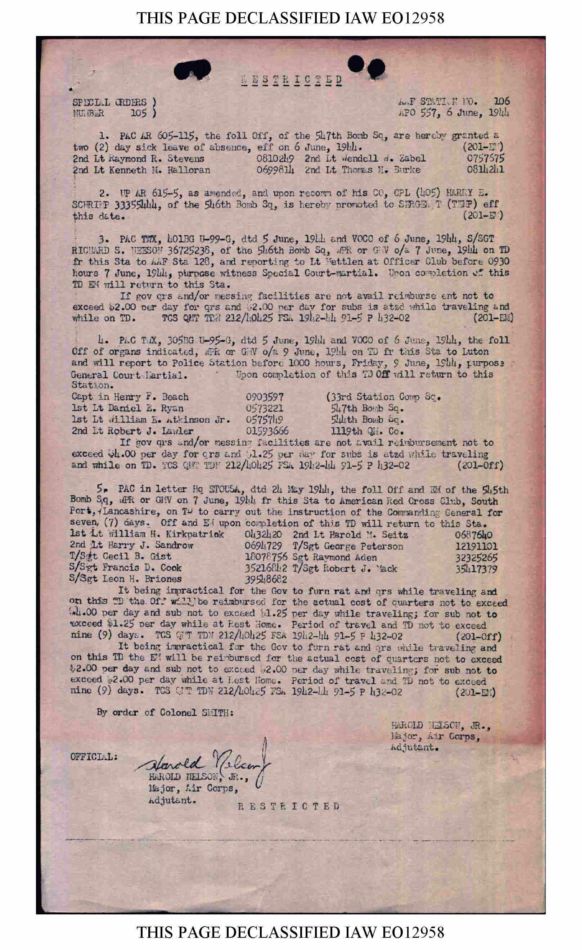 THIS PAGE DECLASSIFIED IAW EO12958
RESTRICTED
SPECIAL ORDERS ) AAF STATION NO. 106
NUMBER 105 ) APO 557, 6 June, 1944
1. PAC AR 605-115, the foll Off, of the 547th Bomb Sq, are hereby granted a
two (2) day sick leave of absence, eff on 6 June, 1944. (201-E)
2nd Lt Raymond R. Stevens 0810249 2nd Lt Wendell W. Zabel 0757675
2nd Lt Kenneth M. Halloran 0699814 2nd Lt Thomas E. Burke 0814241
2. UP AR 615-5, as amended, and upon recom of his CO, CPL (405) HARRY E.
SCHRIPP 33355444, of the 546th Bomb Sq, is hereby promoted to SERGEANT (TEMP) eff
this date. (201-E)
3. PAC TWX, 401BG U-99-G, dtd 5 June, 1944 and VOCO of 6 June, 1944, S/SGT
RICHARD S. 36725238, of the 546th Bomb Sq, WPR or GMV o/a 7 June, 1944 on TD
fr this Sta to AAF Sta 128, and reporting to Lt Mettlen at Officer Club before 0930
hours 7 June, 1944, purpose witness Special Court-martial. Upon completion of this
TD EM will return to this Sta.
If gov qrs and/or messing facilities are not avail reimburse ent not to
exceed $2.00 per day for qrs and $2.00 per day for subs is atzd while traveling and
while on TD. TCS QMT TDN 212/40425 FSA 1942-44 91-5 P 432-02 (201-EM)
4. PAC TWX, 305BG U-95-G, dtd 5 June, 1944 and VOCO of 6 June, 1944, the foll
Off of organs indicated, WPR or GMV o/a 9 June, 1944 on TD fr this Sta to Luton
and will report to Police Station before 1000 hours, Friday, 9 June, 1944, purpose
General Court-Martial. Upon completion of this TD Off will return to this
Station.
Capt in Henry F. Beach 0903597 (33rd Station Comp Sq.
1st Lt Daniel E. Ryan 0573221 547th Bomb Sq.
1st Lt William E. Atkinson Jr. 0575749 544th Bomb Sq.
2nd Lt Robert J. Lawler 01593666 1119th QM. Co.
If gov qrs and/or messing facilities are not avail reimbursement not to
exceed $4.00 per day for qrs and $1.25 per day for subs is atzd while traveling
and while on TD. TCS QMT TDN 212/40425 FSA 1942-44 91-5 P 432-02 (201-Off)
5. PAC in letter Hq STOUSA, dtd 24 May 1944, the foll Off and EM of the 545th
Bomb Sq, WPR or GMV on 7 June, 1944 fr this Sta to American Red Cross Club, South
Port, Lancashire, on TD to carry out the instruction of the Commanding General for
seven, (7) days. Off and EM upon completion of this TD will return to this Sta.
1st Lt William H. Kirkpatrick 0432420 2nd Lt Harold M. Seitz 0687640
2nd Lt Harry J. Sandrow 0694729 T/Sgt George Peterson 12191101
T/Sgt Cecil B. Gist 18078756 Sgt Raymond Aden 32325265
S/Sgt Francis D. Cook 35216842 T/Sgt Robert J. Mack 35417379
S/Sgt Leon H. Briones 39548682
It being impractical for the Gov to furn rat and qrs while traveling and
on this TD the Off will be reimbursed for the actual cost of quarters not to exceed
$4.00 per day and sub not to exceed $1.25 per day while traveling; for sub not to
exceed $1.25 per day while at Rest Home. Period of travel and TD not to exceed
nine (9) days. TCS QMT TDN 212/40425 FSA 1942-44 91-5 P 432-02 (201-Off)
It being impractical for the Gov to furn rat and qrs while traveling and
on this TD the EM will be reimbursed for the actual cost of quarters not to exceed
$2.00 per day and sub not to exceed $2.00 per day while traveling; for sub not to
exceed $2.00 per day while at Rest Home. Period of travel and TD not to exceed
nine (9) days. TCS QMT TDN 212/40425 FSA 1942-44 91-5 P 432-02 (201-EM)
By order of Colonel SMITH:
HAROLD NELSON, JR.,
Major, Air Corps,
Adjutant.
OFFICIAL:
Harold Nelson Jr
HAROLD NELSON, JR.,
Major, Air Corps,
Adjutant.
RESTRICTED
THIS PAGE DECLASSIFIED IAW EO12958